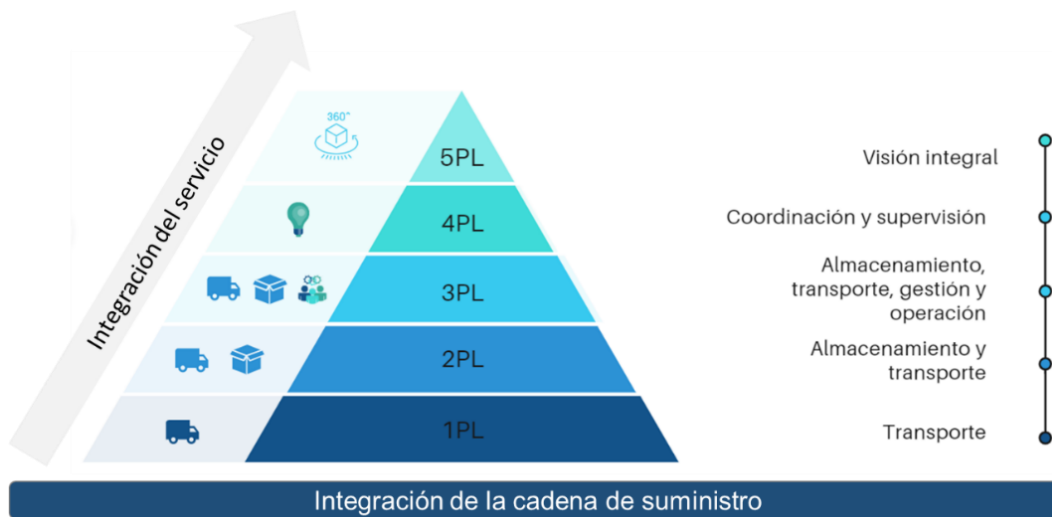 Integración del servicio
360°
5PL
4PL
3PL
2PL
1PL
Visión integral
Coordinación y supervisión
Almacenamiento,
transporte, gestión y
operación
Almacenamiento y
transporte
Transporte
Integración de la cadena de suministro